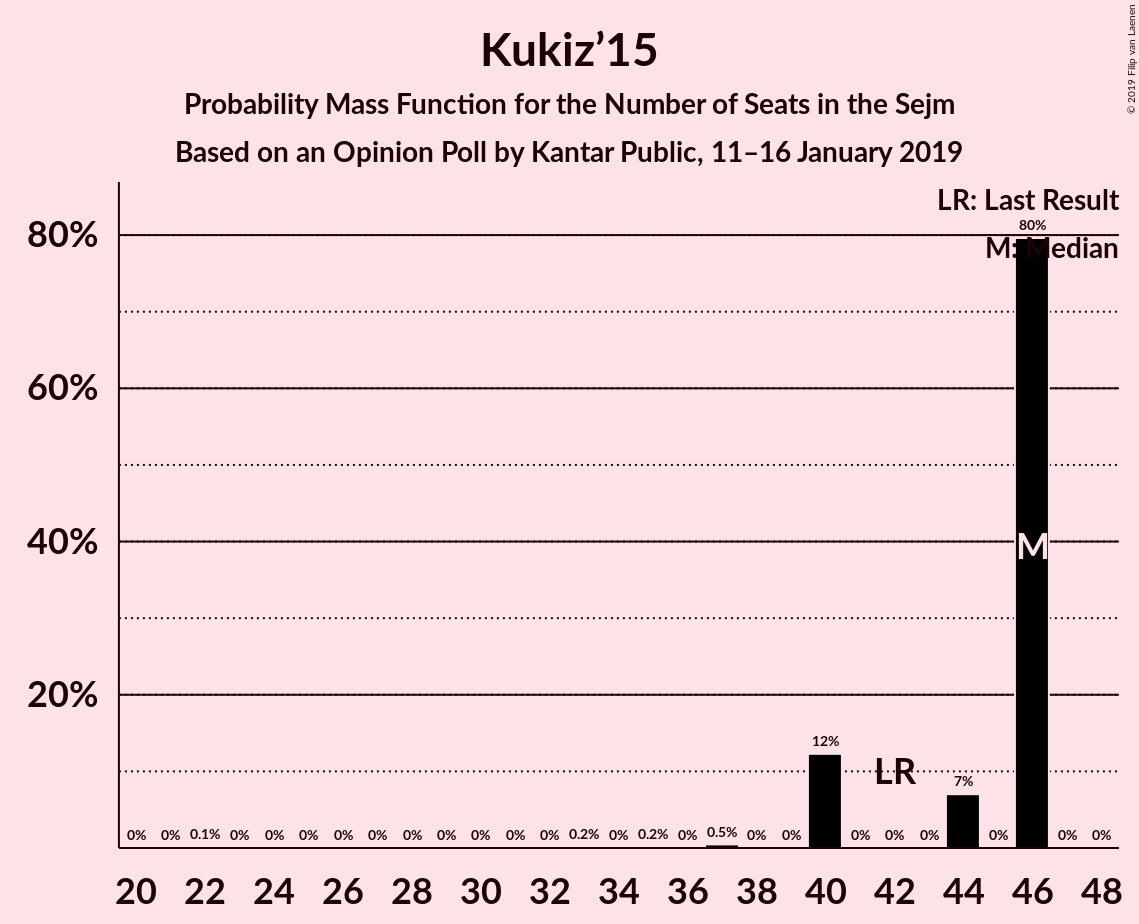 Kukiz’15
Probability Mass Function for the Number of Seats in the Sejm
Based on an Opinion Poll by Kantar Public, 11–16 January 2019
© 2019 Filip van Laenen
LR: Last Result
M: Median
80%
60%
40%
20%
0% 0% 0.1% 0% 0% 0% 0% 0% 0% 0% 0% 0% 0% 0.2% 0% 0.2% 0% 0.5% 0% 0% 12% 0% 0% 0% 7% 0% 80% 0% 0%
LR
M
20 22 24 26 28 30 32 34 36 38 40 42 44 46 48